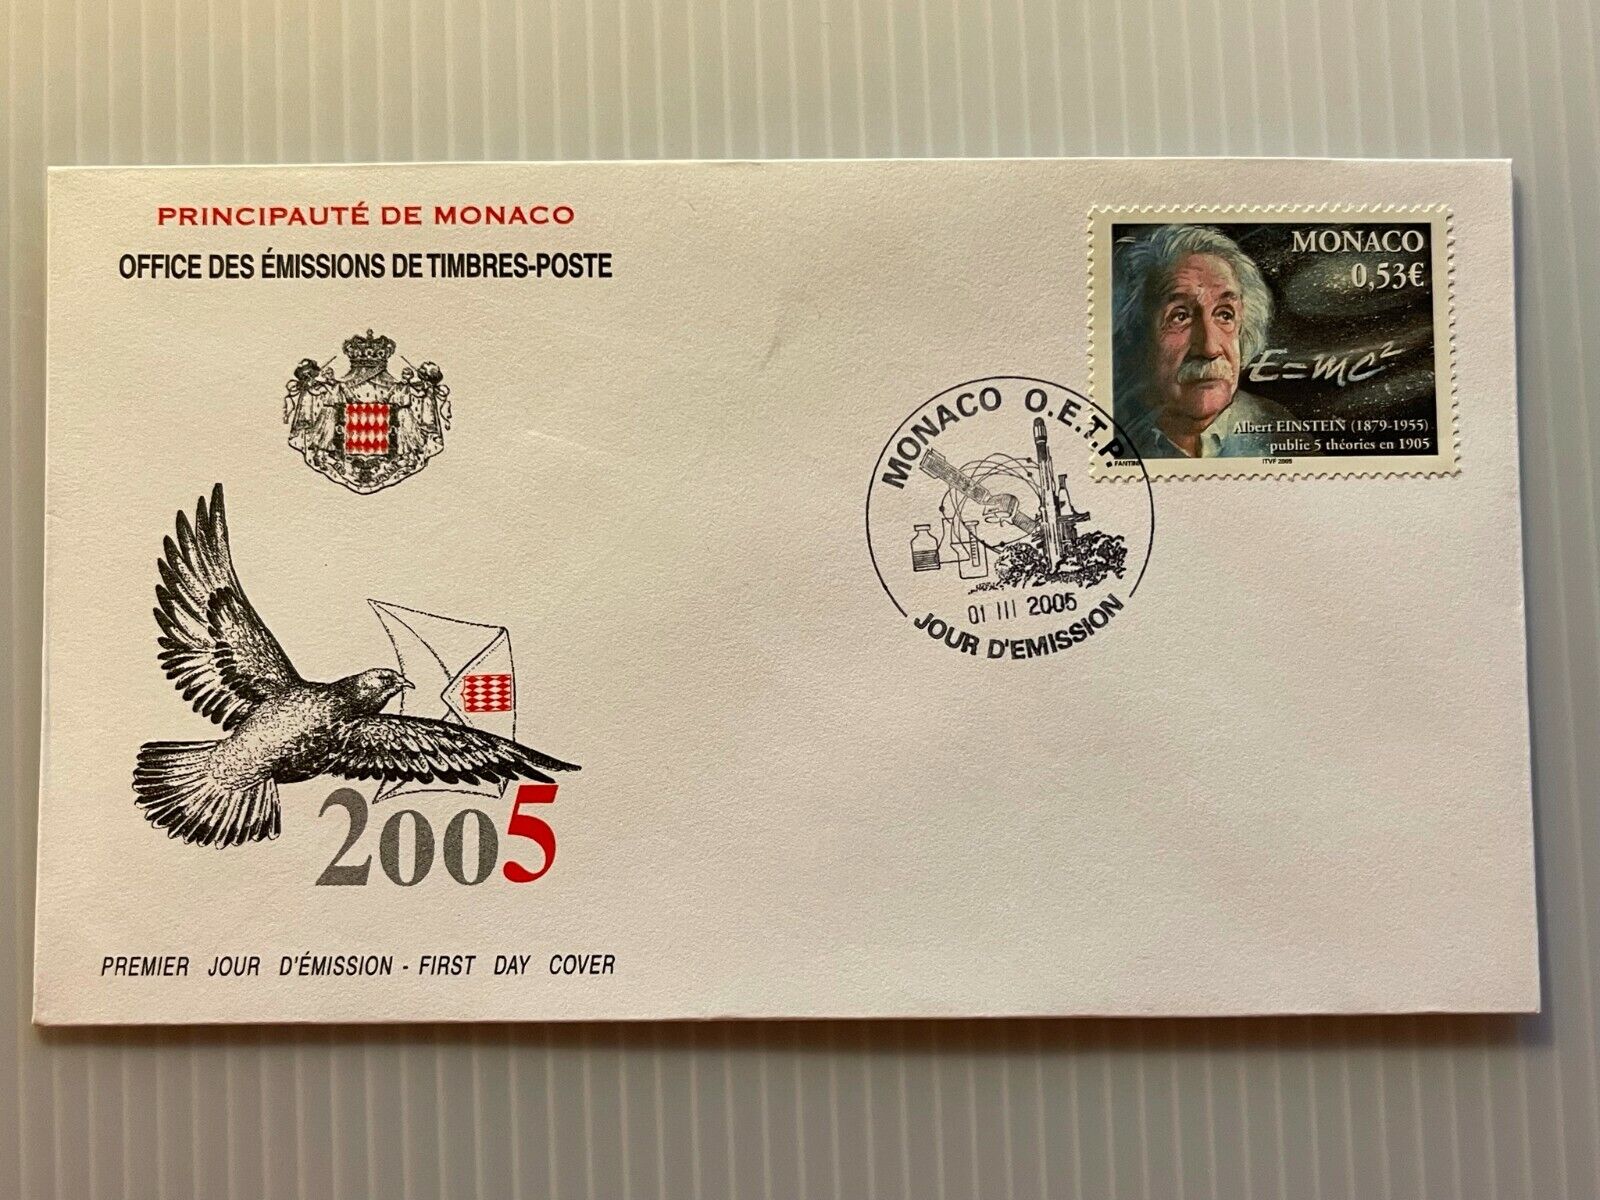 PRINCIPAUTÉ DE MONACO
OFFICE DES ÉMISSIONS DE TIMBRES-POSTE
2005
PREMIER JOUR D'ÉMISSION - FIRST DAY COVER
MONACO
0,53€
E=mc²
Albert EINSTEIN (1879-1955)
publie 5 théories en 1905
FANTINI
ITVF 2005
MONACO O.E.T.P.
01 III 2005
JOUR D'EMISSION